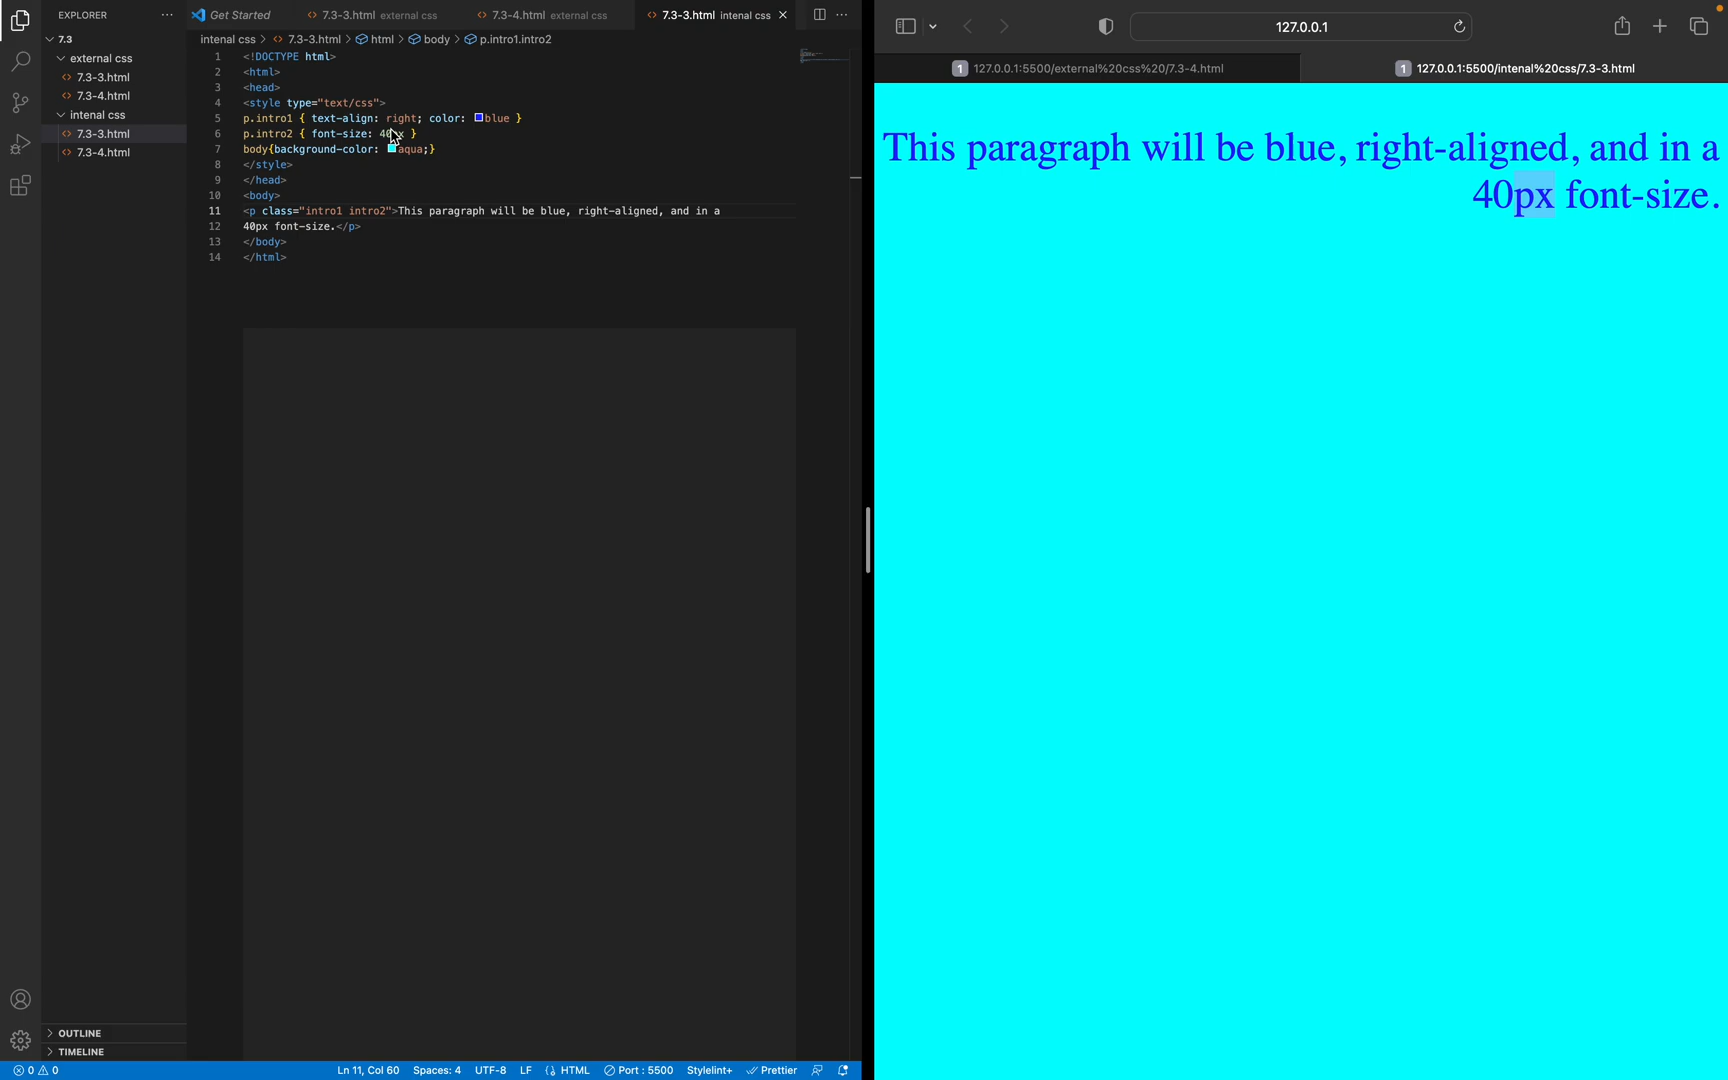 EXPLORER
7.3
external css
7.3-3.html
7.3-4.html
intenal css
7.3-3.html
7.3-4.html
OUTLINE
TIMELINE
Get Started
7.3-3.html external css
7.3-4.html external css
7.3-3.html intenal css
intenal css > 7.3-3.html > html > body > p.intro1.intro2
1 <!DOCTYPE html>
2 <html>
3 <head>
4 <style type="text/css">
5 p.intro1 { text-align: right; color: blue }
6 p.intro2 { font-size: 40px }
7 body{background-color: aqua;}
8 </style>
9 </head>
10 <body>
11 <p class="intro1 intro2">This paragraph will be blue, right-aligned, and in a
12 40px font-size.</p>
13 </body>
14 </html>
0 0
Ln 11, Col 60 Spaces: 4 UTF-8 LF HTML Port : 5500 Stylelint+ Prettier
127.0.0.1
1 127.0.0.1:5500/external%20css%20/7.3-4.html
1 127.0.0.1:5500/intenal%20css/7.3-3.html
This paragraph will be blue, right-aligned, and in a
40px font-size.